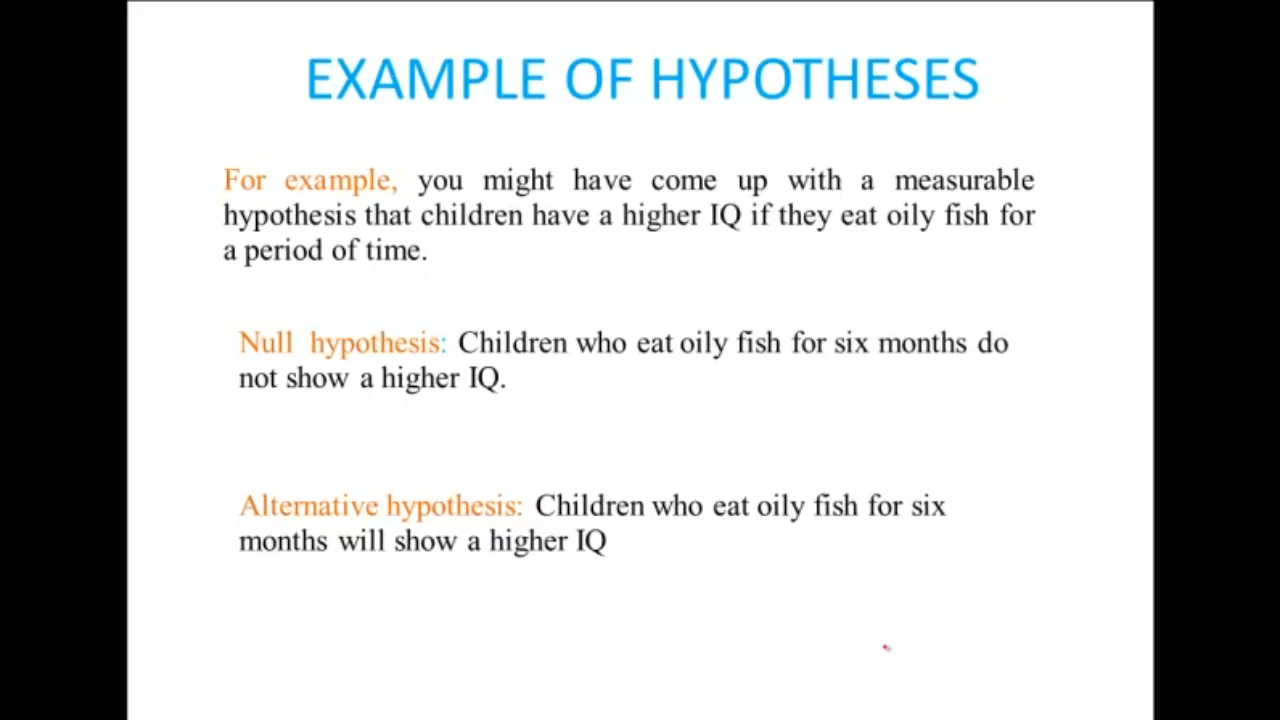 EXAMPLE OF HYPOTHESES
For example, you might have come up with a measurable
hypothesis that children have a higher IQ if they eat oily fish for
a period of time.
Null hypothesis: Children who eat oily fish for six months do
not show a higher IQ.
Alternative hypothesis: Children who eat oily fish for six
months will show a higher IQ